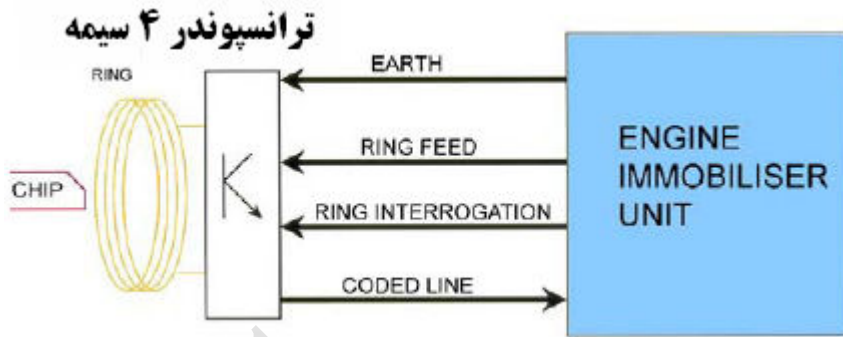 ترانسپوندر ۴ سیمه
RING
CHIP
EARTH
RING FEED
RING INTERROGATION
CODED LINE
ENGINE
IMMOBILISER
UNIT